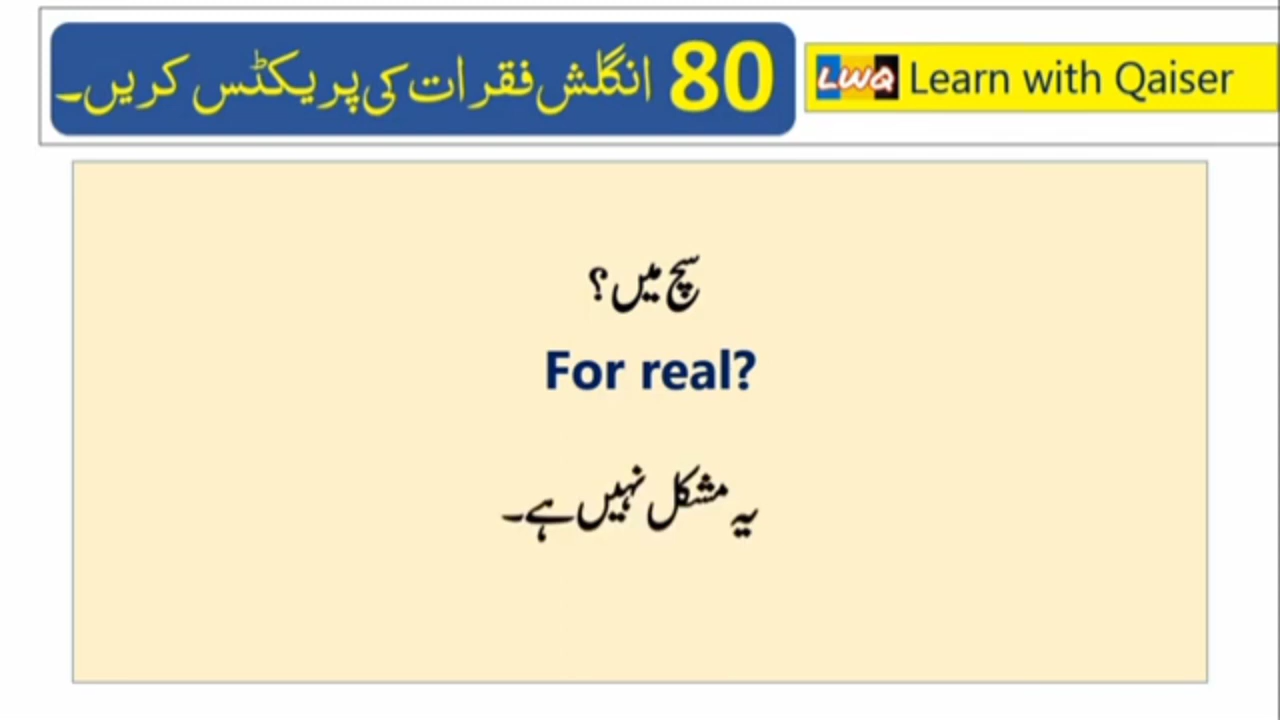 80 انگلش فقرات کی پریکٹس کریں۔
LWQ Learn with Qaiser
سچ میں؟
For real?
یہ مشکل نہیں ہے۔